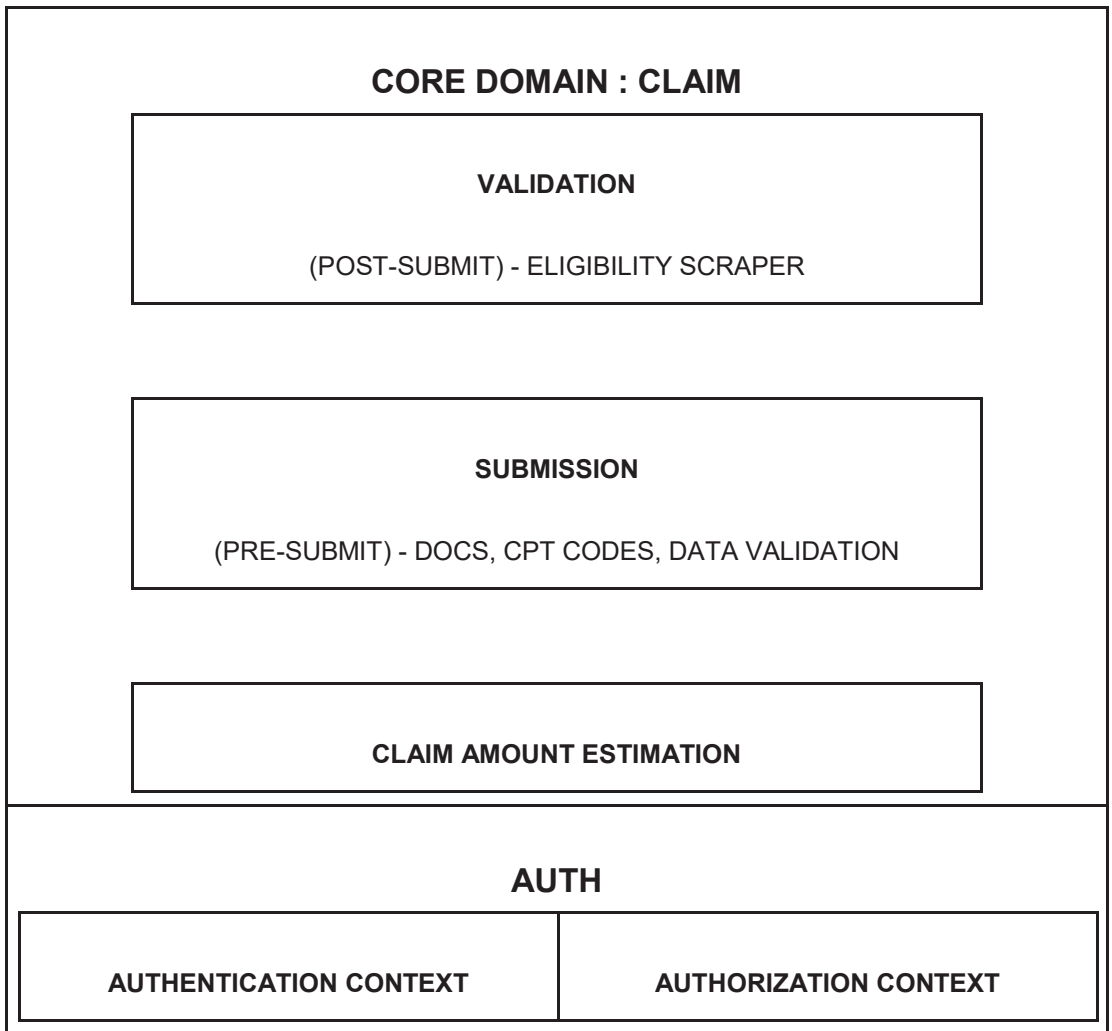 CORE DOMAIN : CLAIM
VALIDATION
(POST-SUBMIT) - ELIGIBILITY SCRAPER
SUBMISSION
(PRE-SUBMIT) - DOCS, CPT CODES, DATA VALIDATION
CLAIM AMOUNT ESTIMATION
AUTH
AUTHENTICATION CONTEXT
AUTHORIZATION CONTEXT